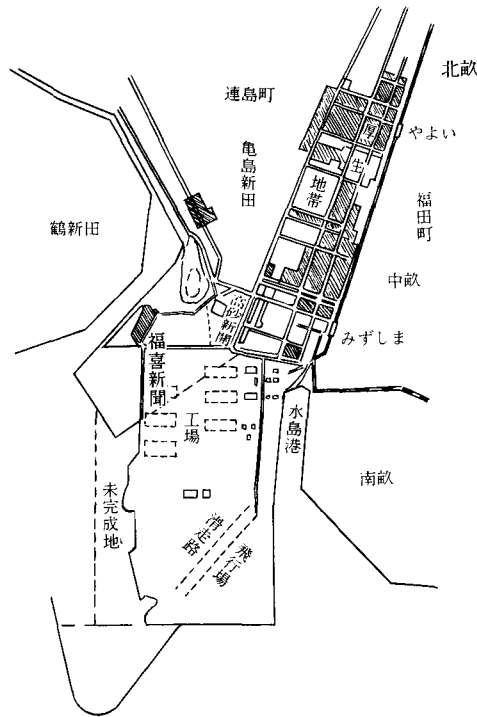 北畝
連島町
やよい
厚生地帯
亀島新田
福田町
鶴新田
中畝
高砂新開
みずしま
福喜新聞
工場
水島港
南畝
未完成地
滑走路
飛行場